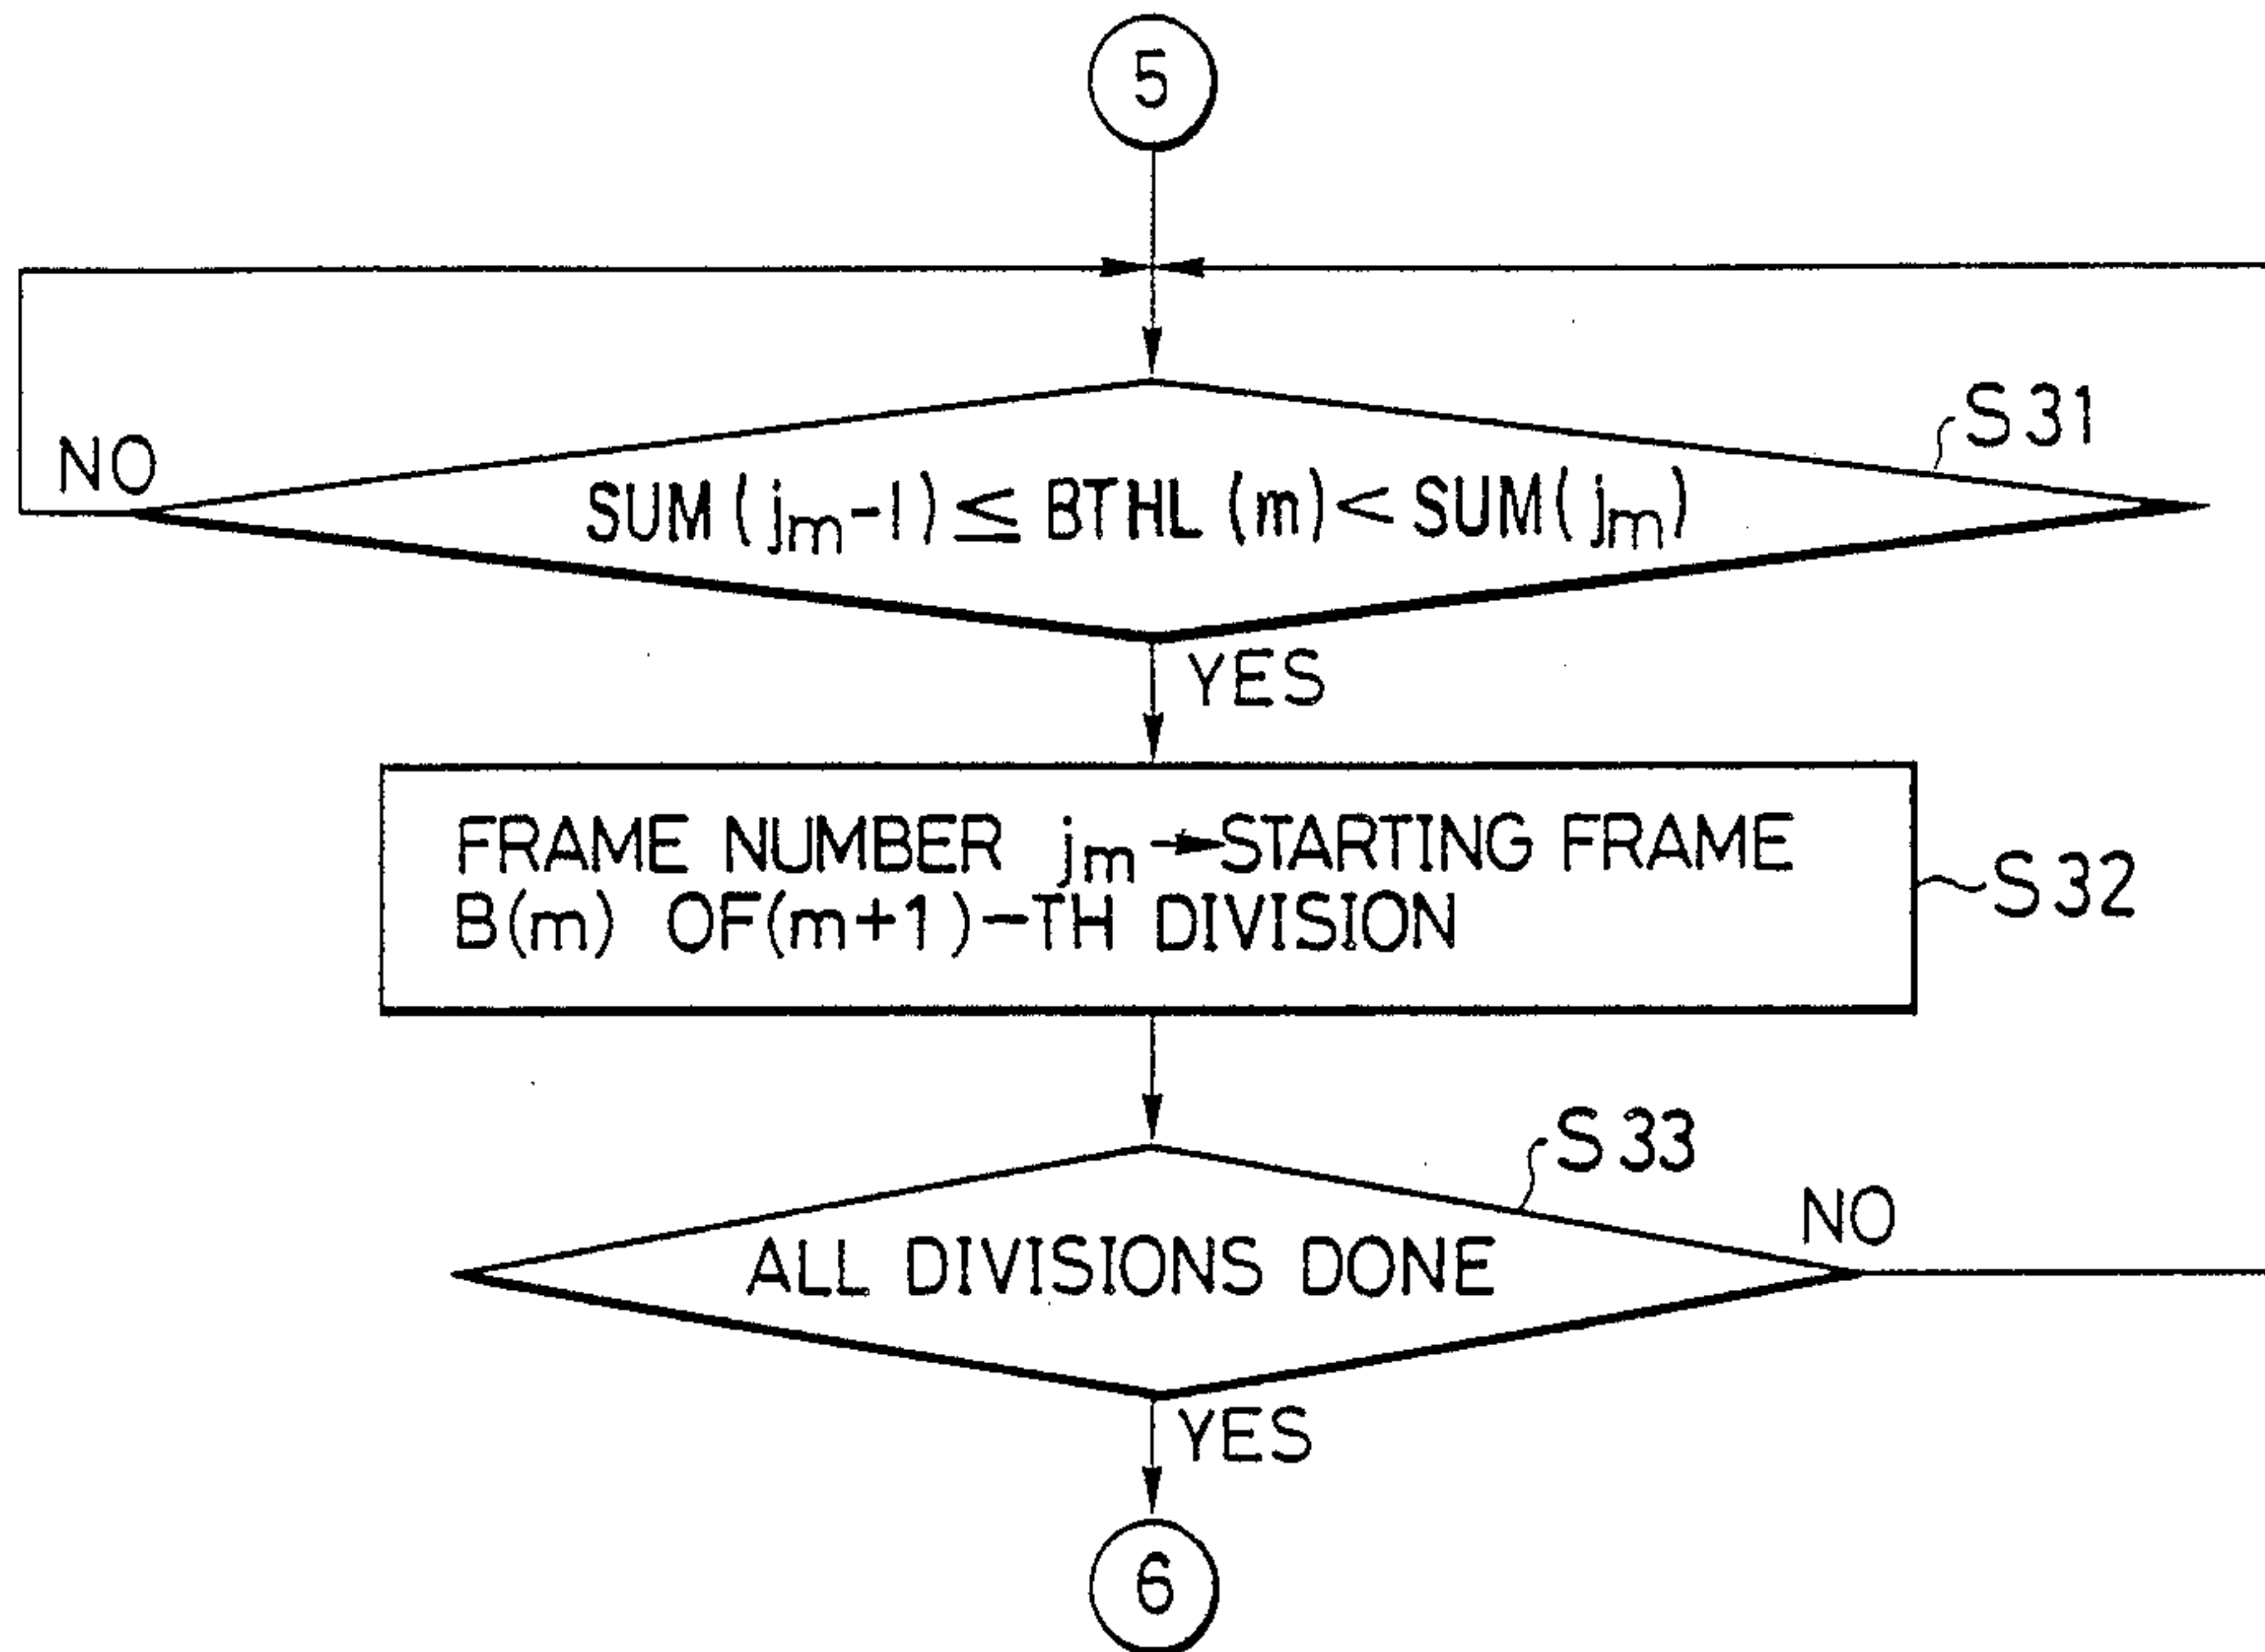 5
S31
NO
SUM(jm-1)≤BTHL(m)<SUM(jm)
YES
FRAME NUMBER jm→STARTING FRAME
B(m) OF(m+1)-TH DIVISION
S32
S33
NO
ALL DIVISIONS DONE
YES
6